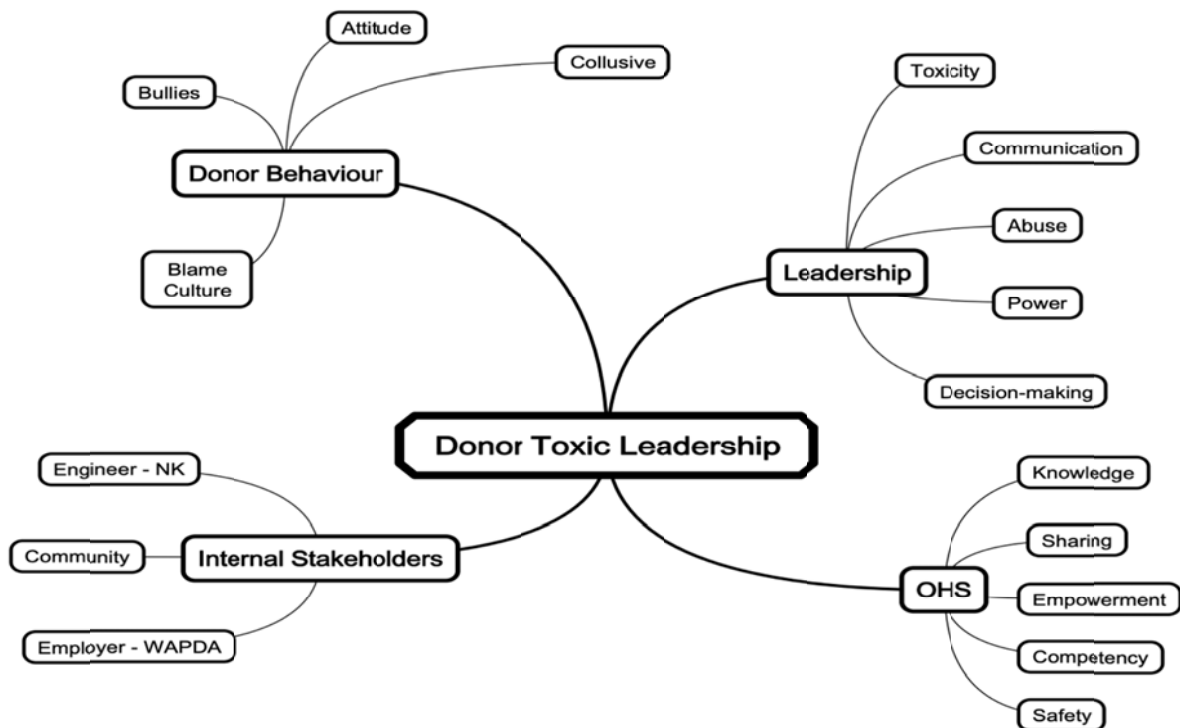 Attitude
Collusive
Bullies
Donor Behaviour
Blame
Culture
Toxicity
Communication
Abuse
Leadership
Power
Decision-making
Donor Toxic Leadership
Engineer - NK
Community
Internal Stakeholders
Employer - WAPDA
Knowledge
Sharing
OHS
Empowerment
Competency
Safety